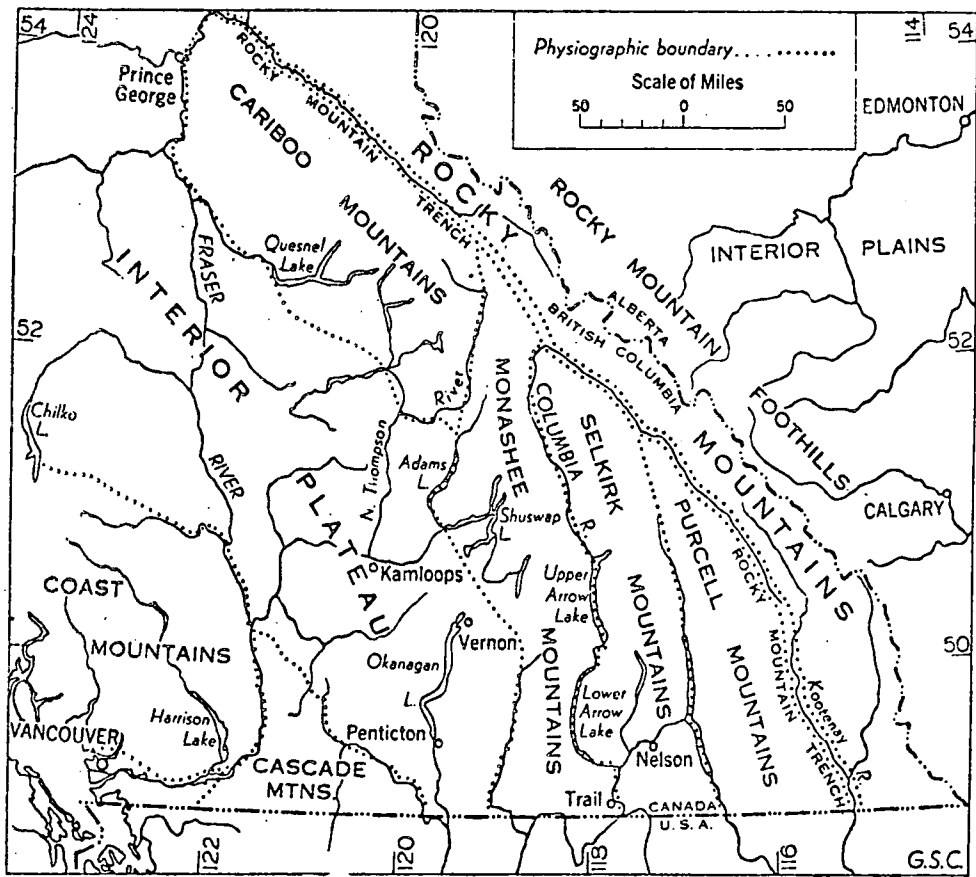 54
124
120
114
54
Physiographic boundary....
Scale of Miles
50 0 50
Prince
George
EDMONTON
ROCKY
MOUNTAIN
TRENCH
CARIBOO
MOUNTAINS
ROCKY
MOUNTAINS
ROCKY
MOUNTAIN
FOOTHILLS
INTERIOR PLAINS
ALBERTA
BRITISH COLUMBIA
Quesnel
Lake
FRASER
RIVER
INTERIOR
PLATEAU
52
52
Chilko
L.
River
N. Thompson
Adams
L.
MONASHEE
MOUNTAINS
COLUMBIA
R.
SELKIRK
MOUNTAINS
PURCELL
MOUNTAINS
CALGARY
Shuswap
L.
Kamloops
Upper
Arrow
Lake
ROCKY
MOUNTAIN
TRENCH
COAST
MOUNTAINS
Vernon
50
Okanagan
L.
Harrison
Lake
VANCOUVER
Penticton
Lower
Arrow
Lake
Nelson
Kootenay
R.
CASCADE
MTNS.
Trail
CANADA
U.S.A.
122
120
118
116
G.S.C.